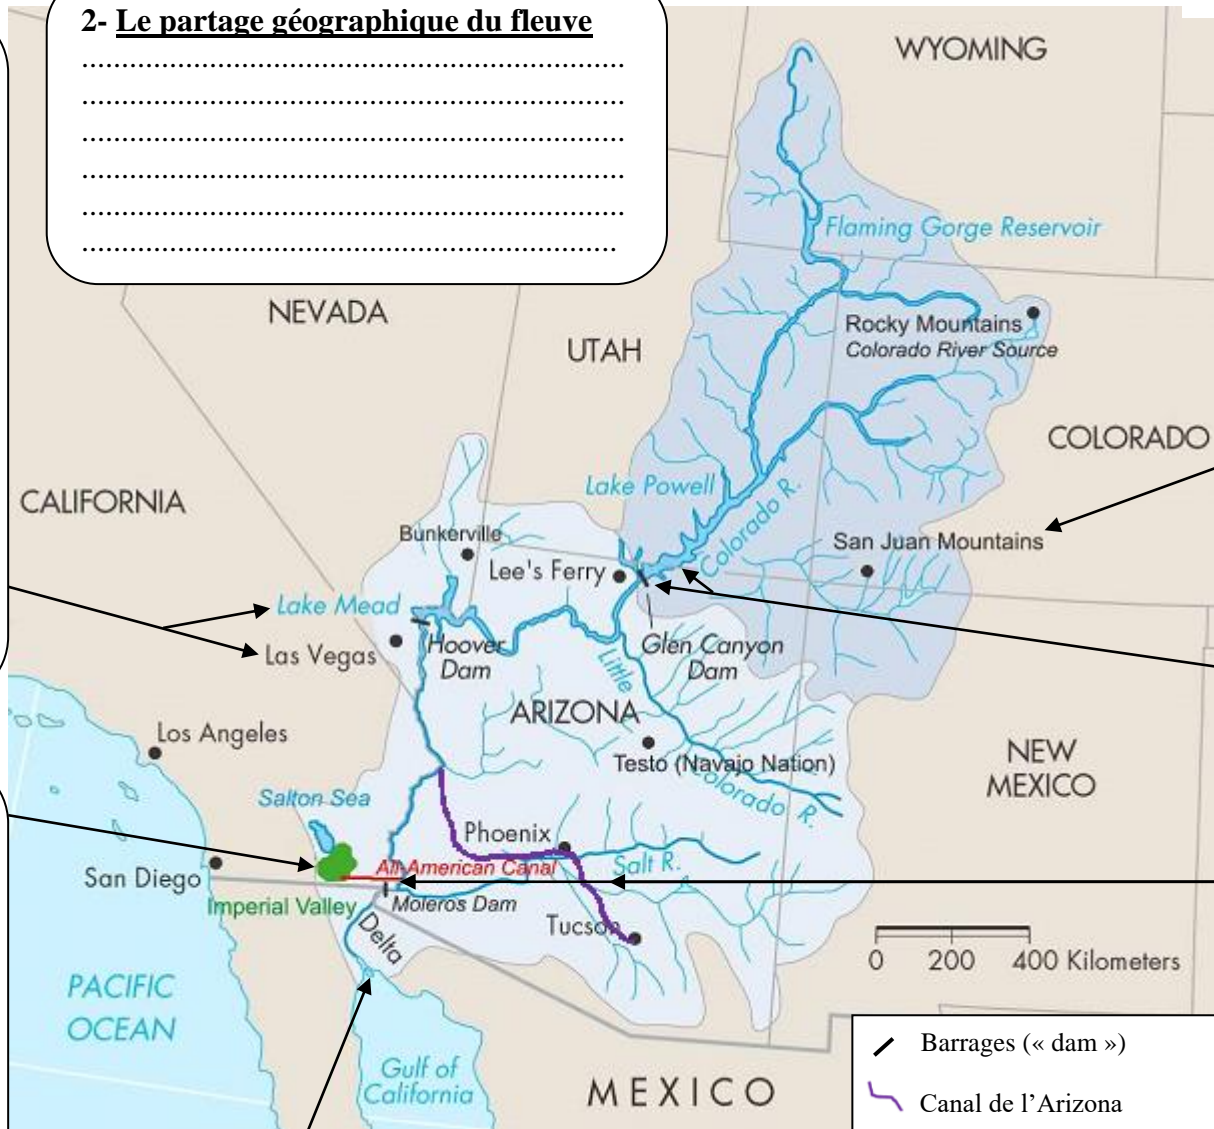 2- Le partage géographique du fleuve
....................................................................
....................................................................
....................................................................
....................................................................
....................................................................
...................................................................
WYOMING
Flaming Gorge Reservoir
NEVADA
Rocky Mountains
Colorado River Source
UTAH
COLORADO
CALIFORNIA
Lake Powell
Colorado R.
Bunkerville
San Juan Mountains
Lee's Ferry
Lake Mead
Hoover
Dam
Glen Canyon
Dam
Las Vegas
Little
Colorado R.
ARIZONA
Los Angeles
Testo (Navajo Nation)
NEW
MEXICO
Salton Sea
Phoenix
Salt R.
All-American Canal
San Diego
Imperial Valley
Moleros Dam
Tucson
Delta
0 200 400 Kilometers
PACIFIC
OCEAN
Gulf of
California
MEXICO
Barrages (« dam »)
Canal de l'Arizona